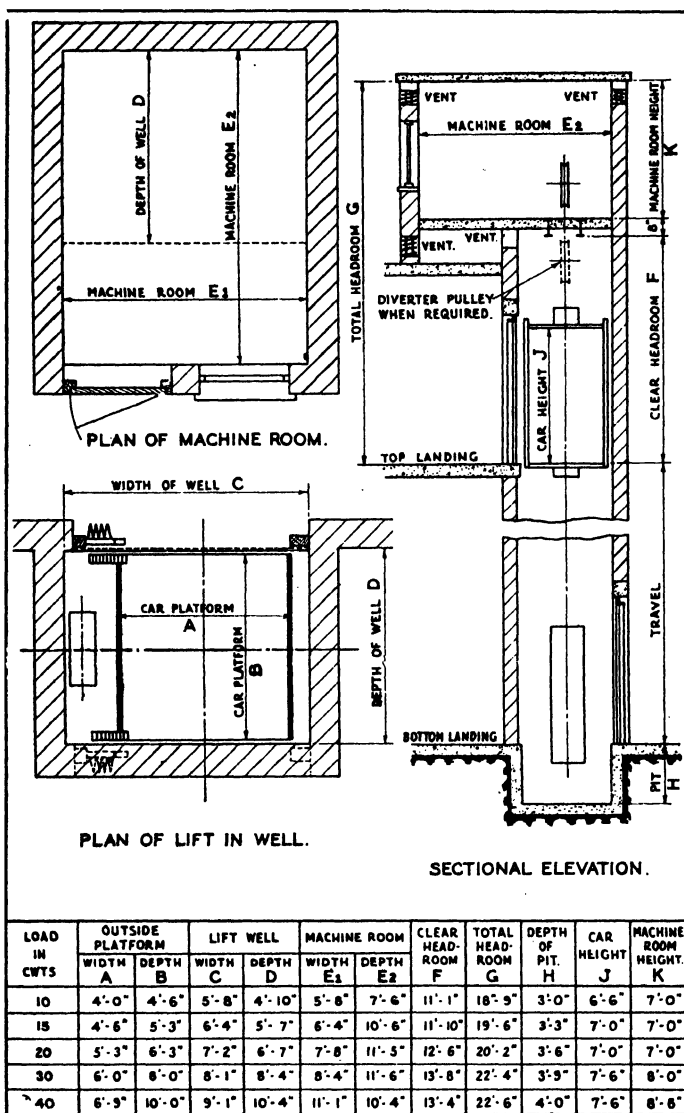 DEPTH OF WELL D
MACHINE ROOM E2
MACHINE ROOM E1
PLAN OF MACHINE ROOM.
VENT VENT
MACHINE ROOM E2
MACHINE ROOM HEIGHT K
8"
VENT. VENT.
TOTAL HEADROOM G
DIVERTER PULLEY
WHEN REQUIRED.
CLEAR HEADROOM F
CAR HEIGHT J
TOP LANDING
WIDTH OF WELL C
CAR PLATFORM
A
CAR PLATFORM
B
DEPTH OF WELL D
TRAVEL
BOTTOM LANDING
PIT
H
PLAN OF LIFT IN WELL.
SECTIONAL ELEVATION.
LOAD IN CWTS | OUTSIDE PLATFORM | LIFT WELL | MACHINE ROOM | CLEAR HEAD-ROOM F | TOTAL HEAD-ROOM G | DEPTH OF PIT. H | CAR HEIGHT J | MACHINE ROOM HEIGHT. K
WIDTH A | DEPTH B | WIDTH C | DEPTH D | WIDTH E1 | DEPTH E2
10 | 4'-0" | 4'-6" | 5'-8" | 4'-10" | 5'-8" | 7'-6" | 11'-1" | 18'-9" | 3'-0" | 6'-6" | 7'-0"
15 | 4'-6" | 5'-3" | 6'-4" | 5'-7" | 6'-4" | 10'-6" | 11'-10" | 19'-6" | 3'-3" | 7'-0" | 7'-0"
20 | 5'-3" | 6'-3" | 7'-2" | 6'-7" | 7'-8" | 11'-5" | 12'-6" | 20'-2" | 3'-6" | 7'-0" | 7'-0"
30 | 6'-0" | 8'-0" | 8'-1" | 8'-4" | 8'-4" | 11'-6" | 13'-8" | 22'-4" | 3'-9" | 7'-6" | 8'-0"
40 | 6'-9" | 10'-0" | 9'-1" | 10'-4" | 11'-1" | 10'-4" | 13'-4" | 22'-6" | 4'-0" | 7'-6" | 8'-6"